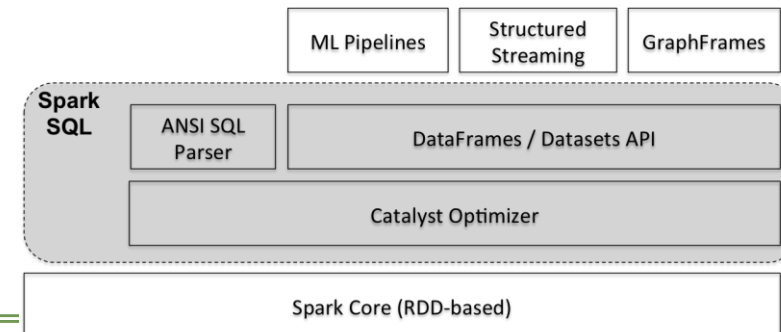 ML Pipelines
Structured
Streaming
GraphFrames
Spark
SQL
ANSI SQL
Parser
DataFrames / Datasets API
Catalyst Optimizer
Spark Core (RDD-based)